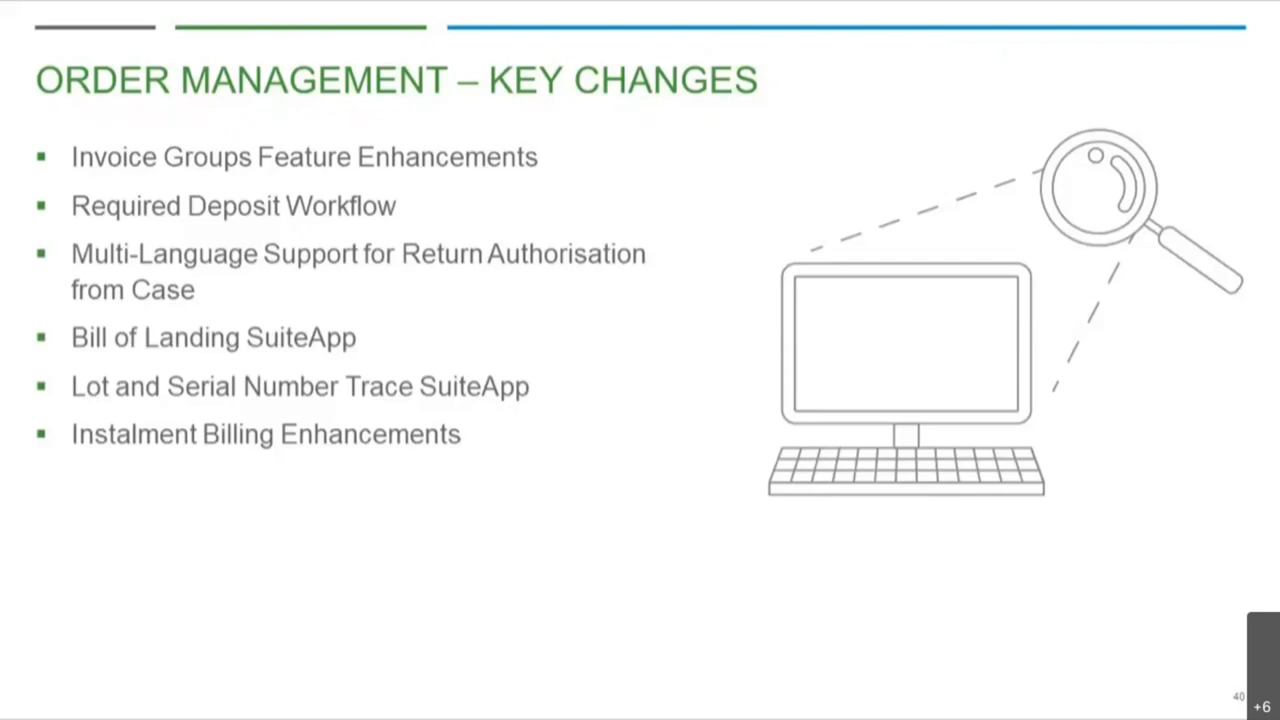 ORDER MANAGEMENT – KEY CHANGES
▪ Invoice Groups Feature Enhancements
▪ Required Deposit Workflow
▪ Multi-Language Support for Return Authorisation
from Case
▪ Bill of Landing SuiteApp
▪ Lot and Serial Number Trace SuiteApp
▪ Instalment Billing Enhancements
40
+6